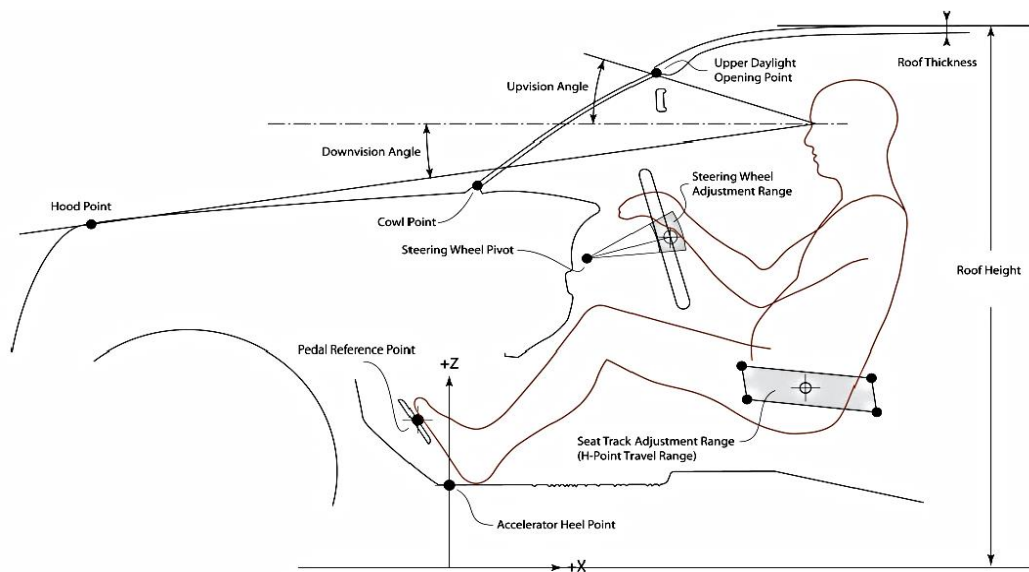 Upper Daylight
Opening Point
Roof Thickness
Upvision Angle
Downvision Angle
Steering Wheel
Adjustment Range
Hood Point
Cowl Point
Steering Wheel Pivot
Roof Height
Pedal Reference Point
+Z
Seat Track Adjustment Range
(H-Point Travel Range)
Accelerator Heel Point
+X